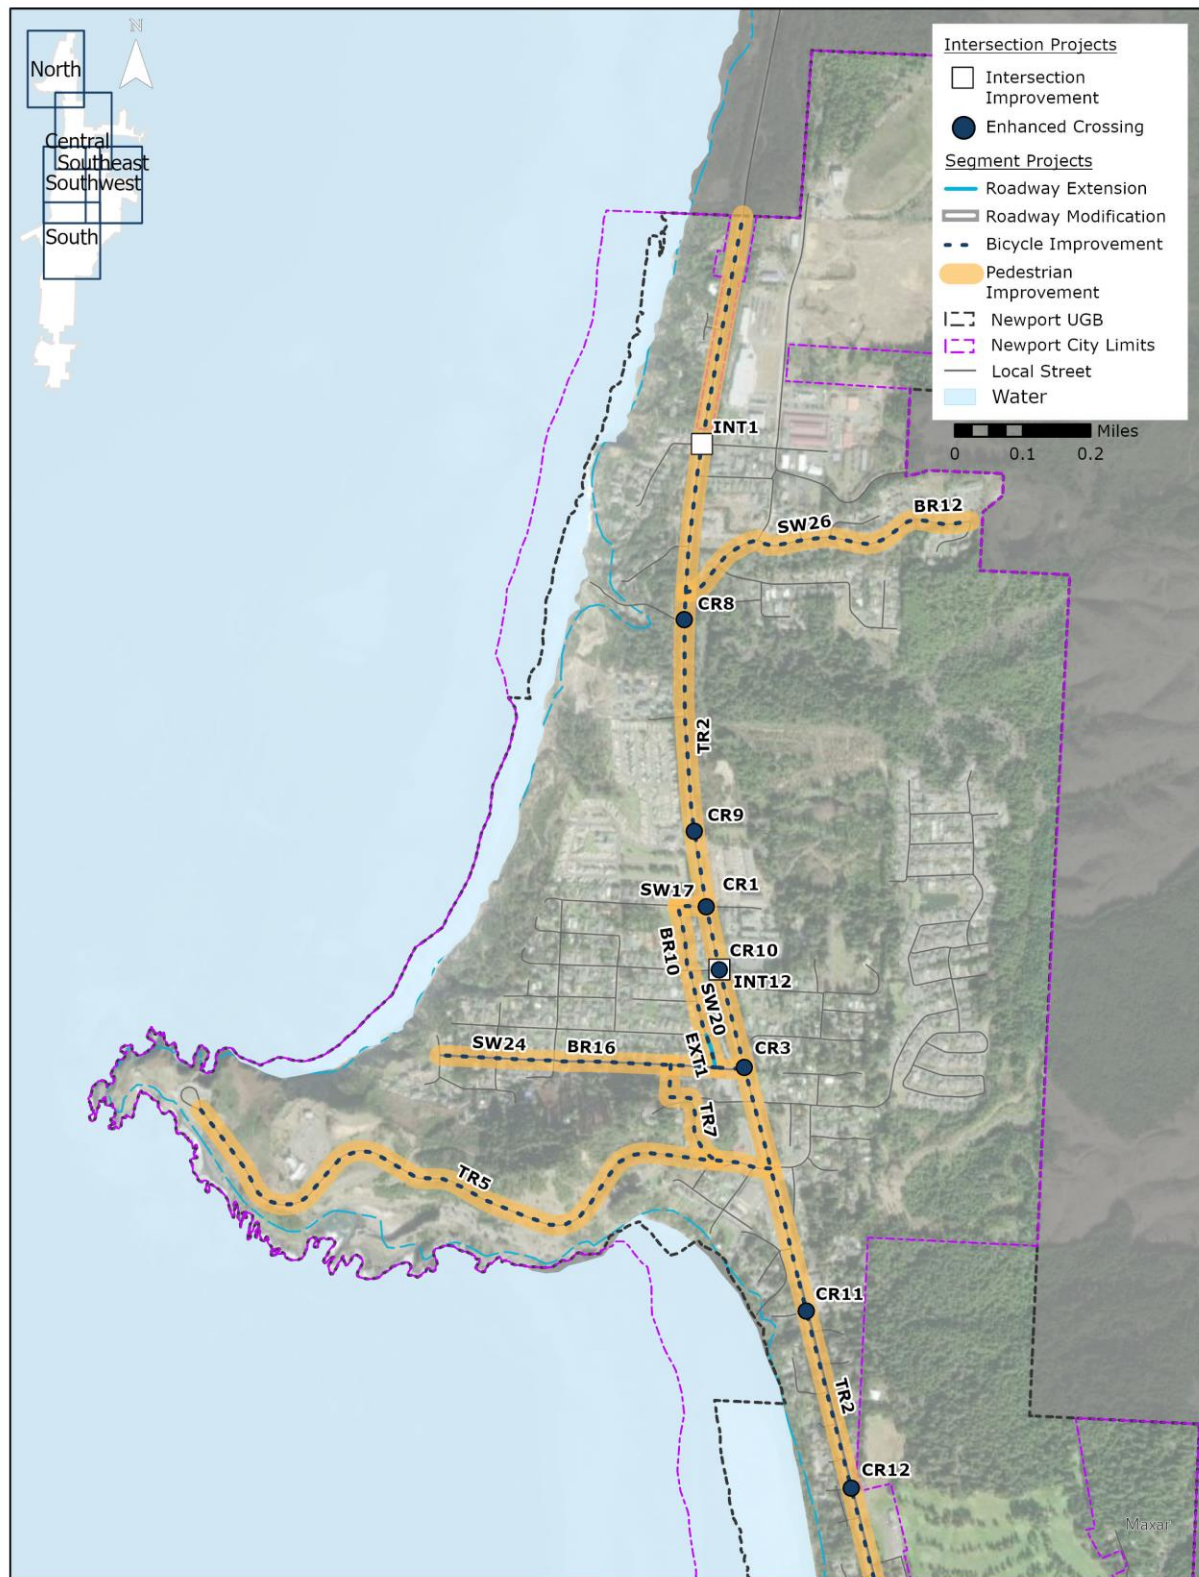 N
North
Central
Southeast
Southwest
South
Intersection Projects
Intersection
Improvement
Enhanced Crossing
Segment Projects
Roadway Extension
Roadway Modification
Bicycle Improvement
Pedestrian
Improvement
Newport UGB
Newport City Limits
Local Street
Water
Miles
0 0.1 0.2
INT1
BR12
SW26
CR8
TR2
CR9
CR1
SW17
BR10
CR10
INT12
SW20
EXT1
CR3
SW24
BR16
TR7
TR5
CR11
TR2
CR12
Maxar